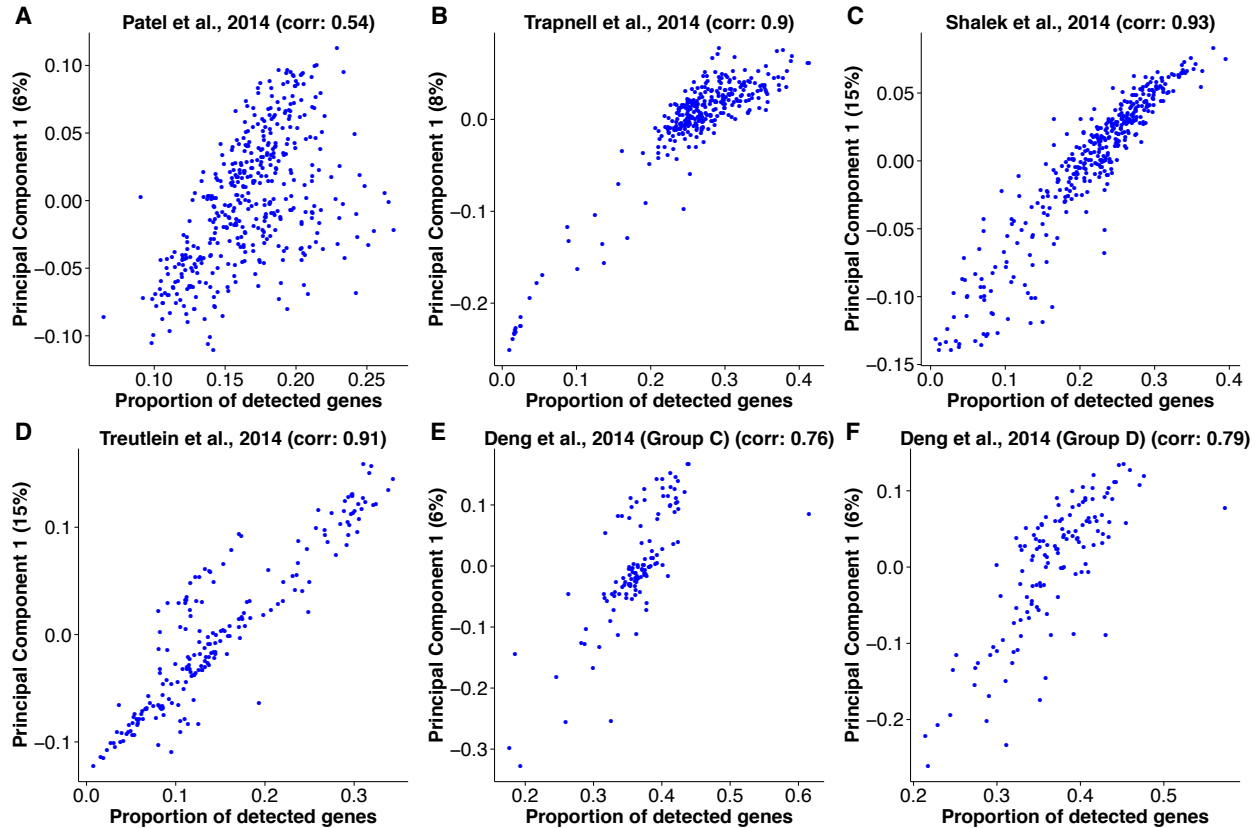 A
Patel et al., 2014 (corr: 0.54)
Principal Component 1 (6%)
0.10
0.05
0.00
−0.05
−0.10
0.10 0.15 0.20 0.25
Proportion of detected genes
B
Trapnell et al., 2014 (corr: 0.9)
Principal Component 1 (8%)
0.0
−0.1
−0.2
0.0 0.1 0.2 0.3 0.4
Proportion of detected genes
C
Shalek et al., 2014 (corr: 0.93)
Principal Component 1 (15%)
0.05
0.00
−0.05
−0.10
−0.15
0.0 0.1 0.2 0.3 0.4
Proportion of detected genes
D
Treutlein et al., 2014 (corr: 0.91)
Principal Component 1 (15%)
0.1
0.0
−0.1
0.0 0.1 0.2 0.3
Proportion of detected genes
E
Deng et al., 2014 (Group C) (corr: 0.76)
Principal Component 1 (6%)
0.1
0.0
−0.1
−0.2
−0.3
0.2 0.3 0.4 0.5 0.6
Proportion of detected genes
F
Deng et al., 2014 (Group D) (corr: 0.79)
Principal Component 1 (6%)
0.1
0.0
−0.1
−0.2
0.2 0.3 0.4 0.5
Proportion of detected genes